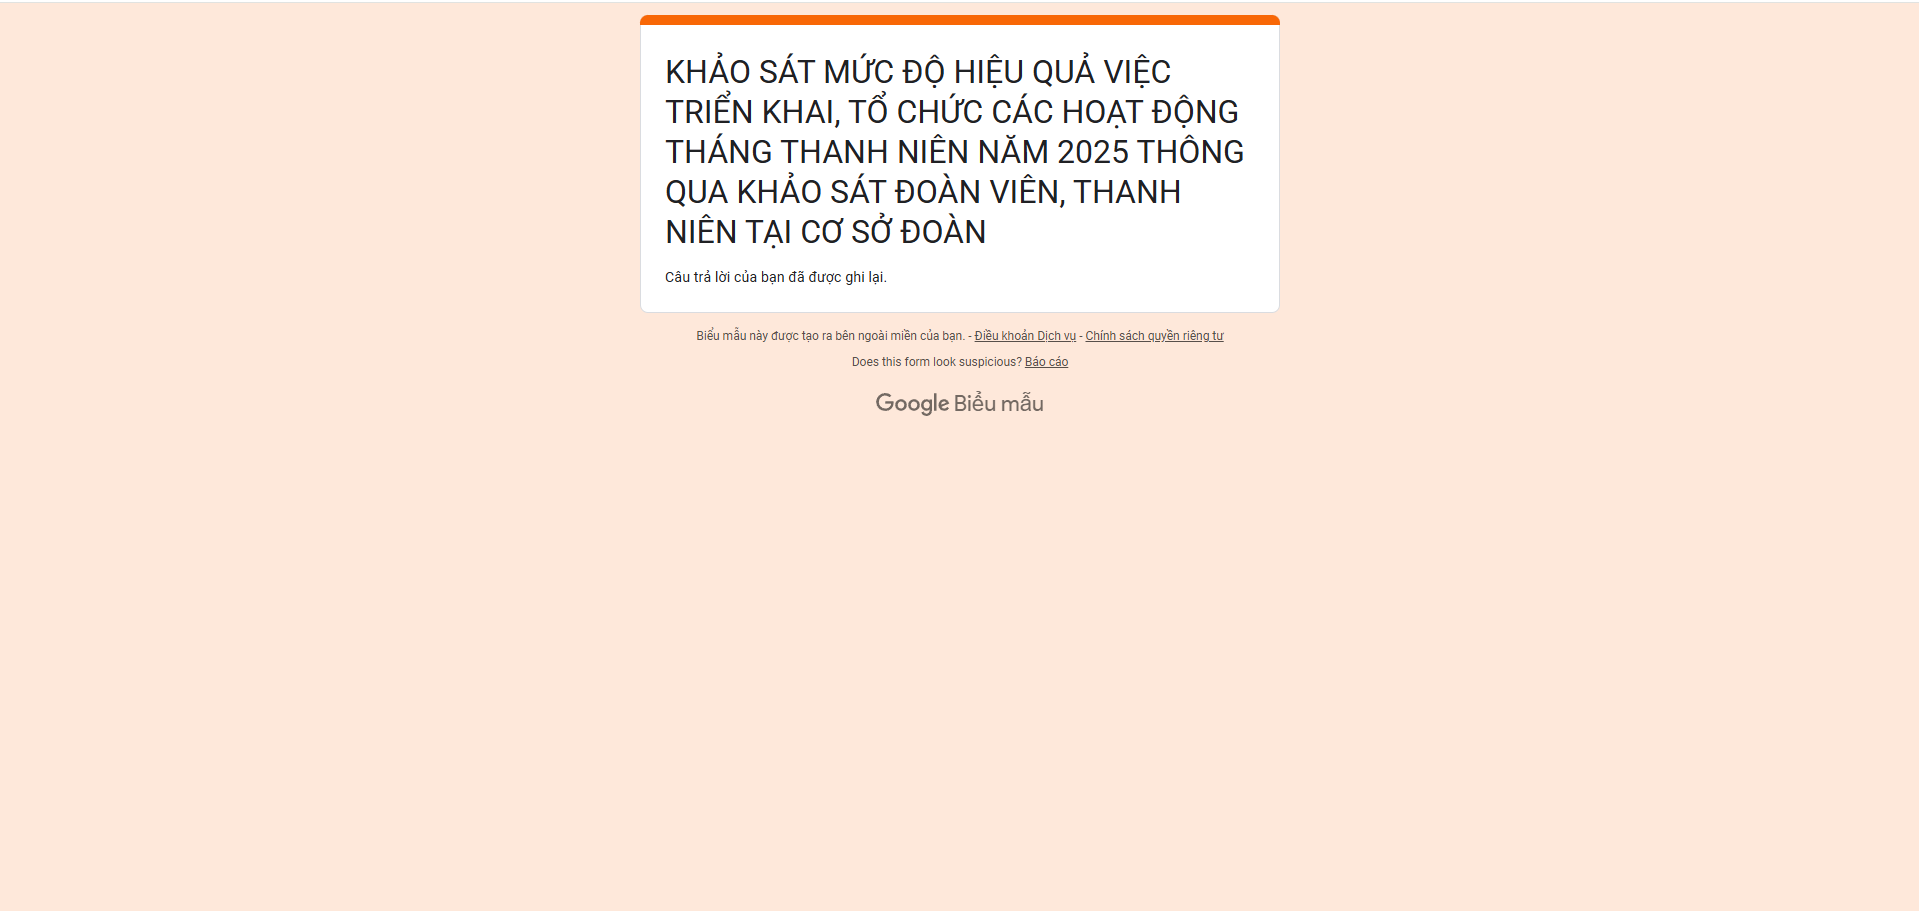 KHẢO SÁT MỨC ĐỘ HIỆU QUẢ VIỆC
TRIỂN KHAI, TỔ CHỨC CÁC HOẠT ĐỘNG
THÁNG THANH NIÊN NĂM 2025 THÔNG
QUA KHẢO SÁT ĐOÀN VIÊN, THANH
NIÊN TẠI CƠ SỞ ĐOÀN
Câu trả lời của bạn đã được ghi lại.
Biểu mẫu này được tạo ra bên ngoài miền của bạn. - Điều khoản Dịch vụ - Chính sách quyền riêng tư
Does this form look suspicious? Báo cáo
Google Biểu mẫu